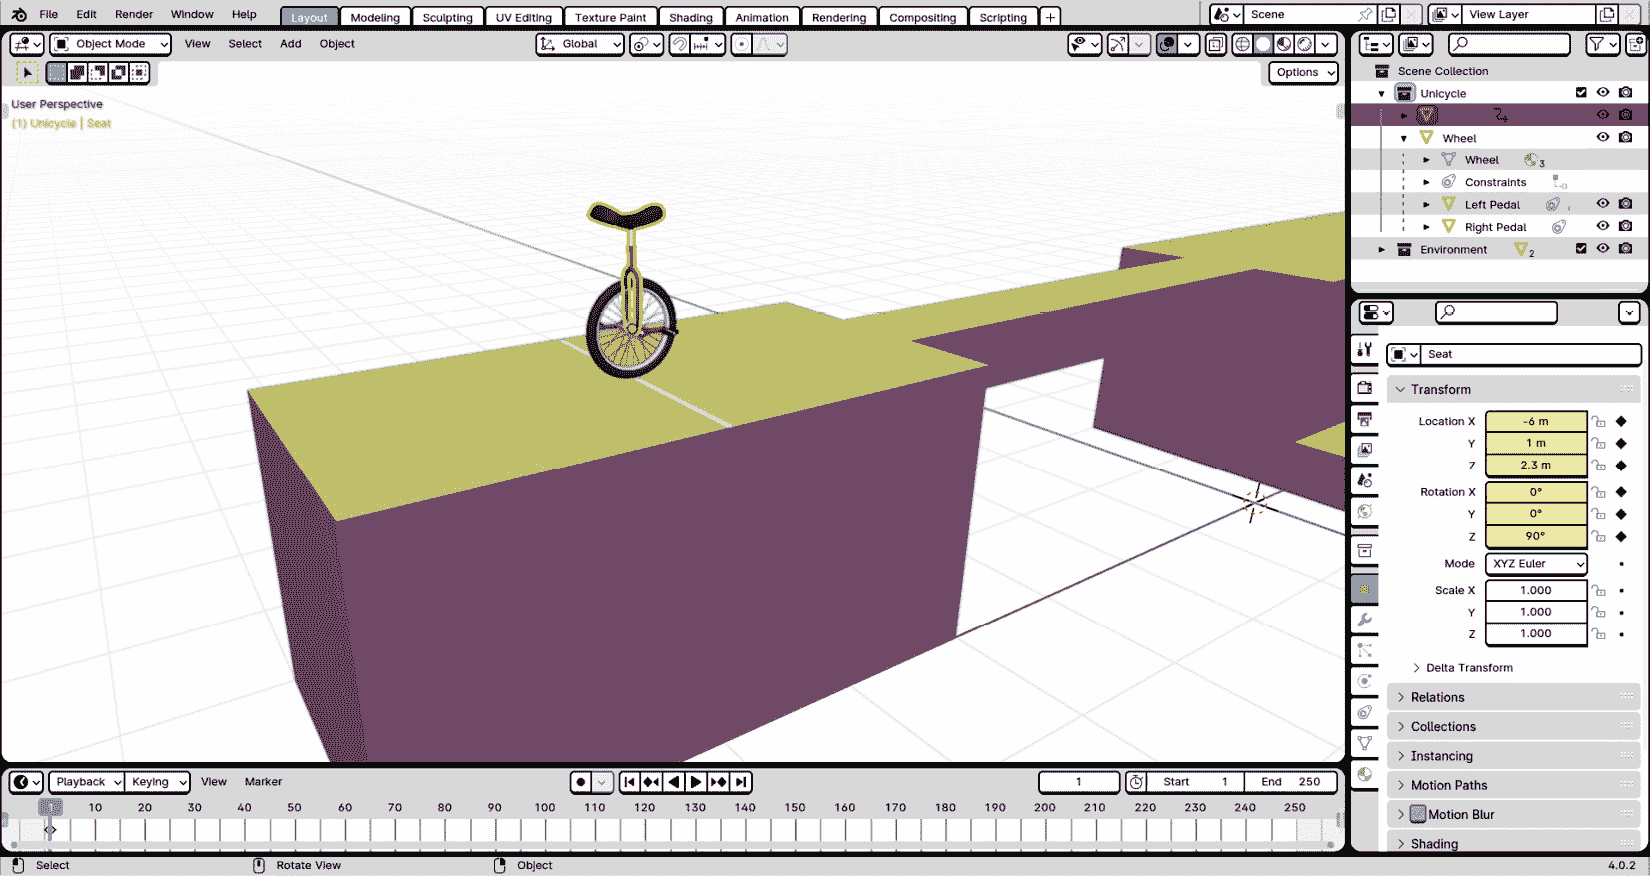 File Edit Render Window Help Layout Modeling Sculpting UV Editing Texture Paint Shading Animation Rendering Compositing Scripting + Scene View Layer
Object Mode View Select Add Object Global
Options
User Perspective
(1) Unicycle | Seat
Scene Collection
Unicycle
Wheel
Wheel 3
Constraints
Left Pedal
Right Pedal
Environment 2
Seat
Transform
Location X -6 m
Y 1 m
Z 2.3 m
Rotation X 0°
Y 0°
Z 90°
Mode XYZ Euler
Scale X 1.000
Y 1.000
Z 1.000
Delta Transform
Relations
Collections
Instancing
Motion Paths
Motion Blur
Shading
Playback Keying View Marker 1 Start 1 End 250
1 10 20 30 40 50 60 70 80 90 100 110 120 130 140 150 160 170 180 190 200 210 220 230 240 250
Select Rotate View Object 4.0.2